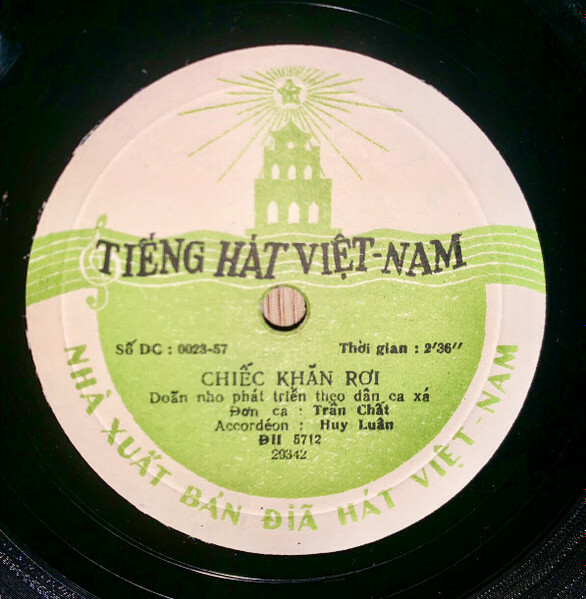 TIẾNG HÁT VIỆT-NAM
Số DC : 0023-57
Thời gian : 2'36"
CHIẾC KHĂN RƠI
Doãn nho phát triển theo dân ca xá
Đơn ca : Trần Chất
Accordéon : Huy Luân
ĐH 5712
29342
NHÀ XUẤT BẢN ĐĨA HÁT VIỆT-NAM